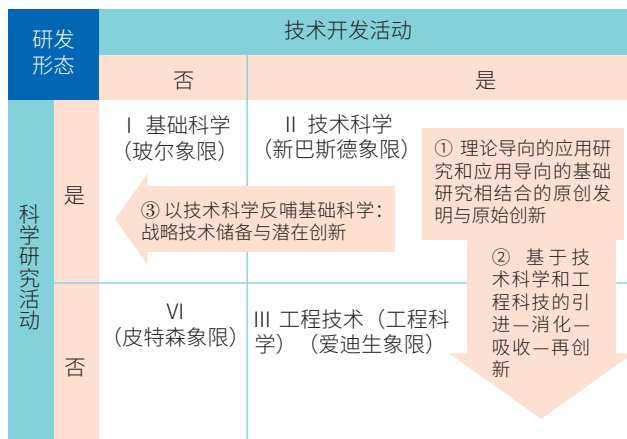 研发
形态
技术开发活动
否
是
科学研究活动
是
Ⅰ 基础科学
（玻尔象限）
Ⅱ 技术科学
（新巴斯德象限）
① 理论导向的应用研
究和应用导向的基础
研究相结合的原创发
明与原始创新
③ 以技术科学反哺基础科学：
战略技术储备与潜在创新
② 基于技
术科学和工
程科技的引
进—消化—
吸收—再创
新
否
Ⅵ
（皮特森象限）
Ⅲ 工程技术（工程科
学）（爱迪生象限）